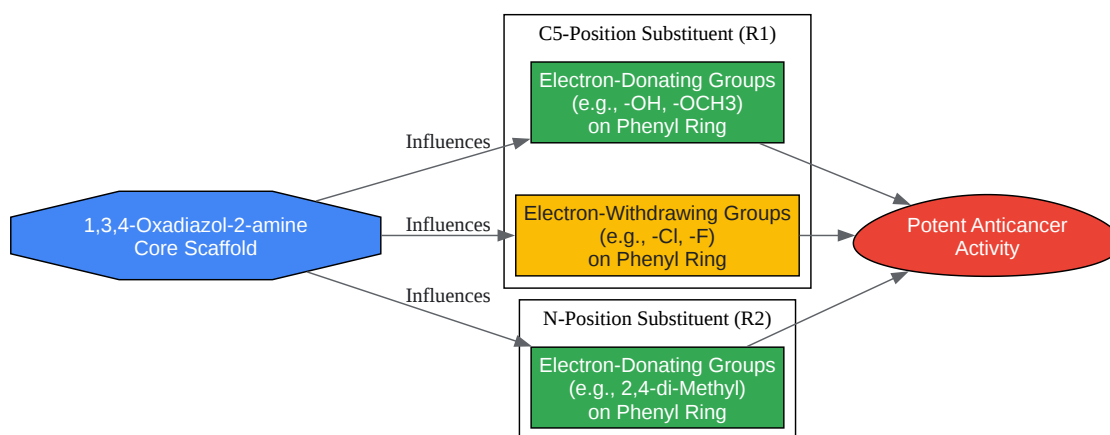 C5-Position Substituent (R1)
Electron-Donating Groups
(e.g., -OH, -OCH3)
on Phenyl Ring
Influences
1,3,4-Oxadiazol-2-amine
Core Scaffold
Influences
Electron-Withdrawing Groups
(e.g., -Cl, -F)
on Phenyl Ring
Potent Anticancer
Activity
Influences
N-Position Substituent (R2)
Electron-Donating Groups
(e.g., 2,4-di-Methyl)
on Phenyl Ring